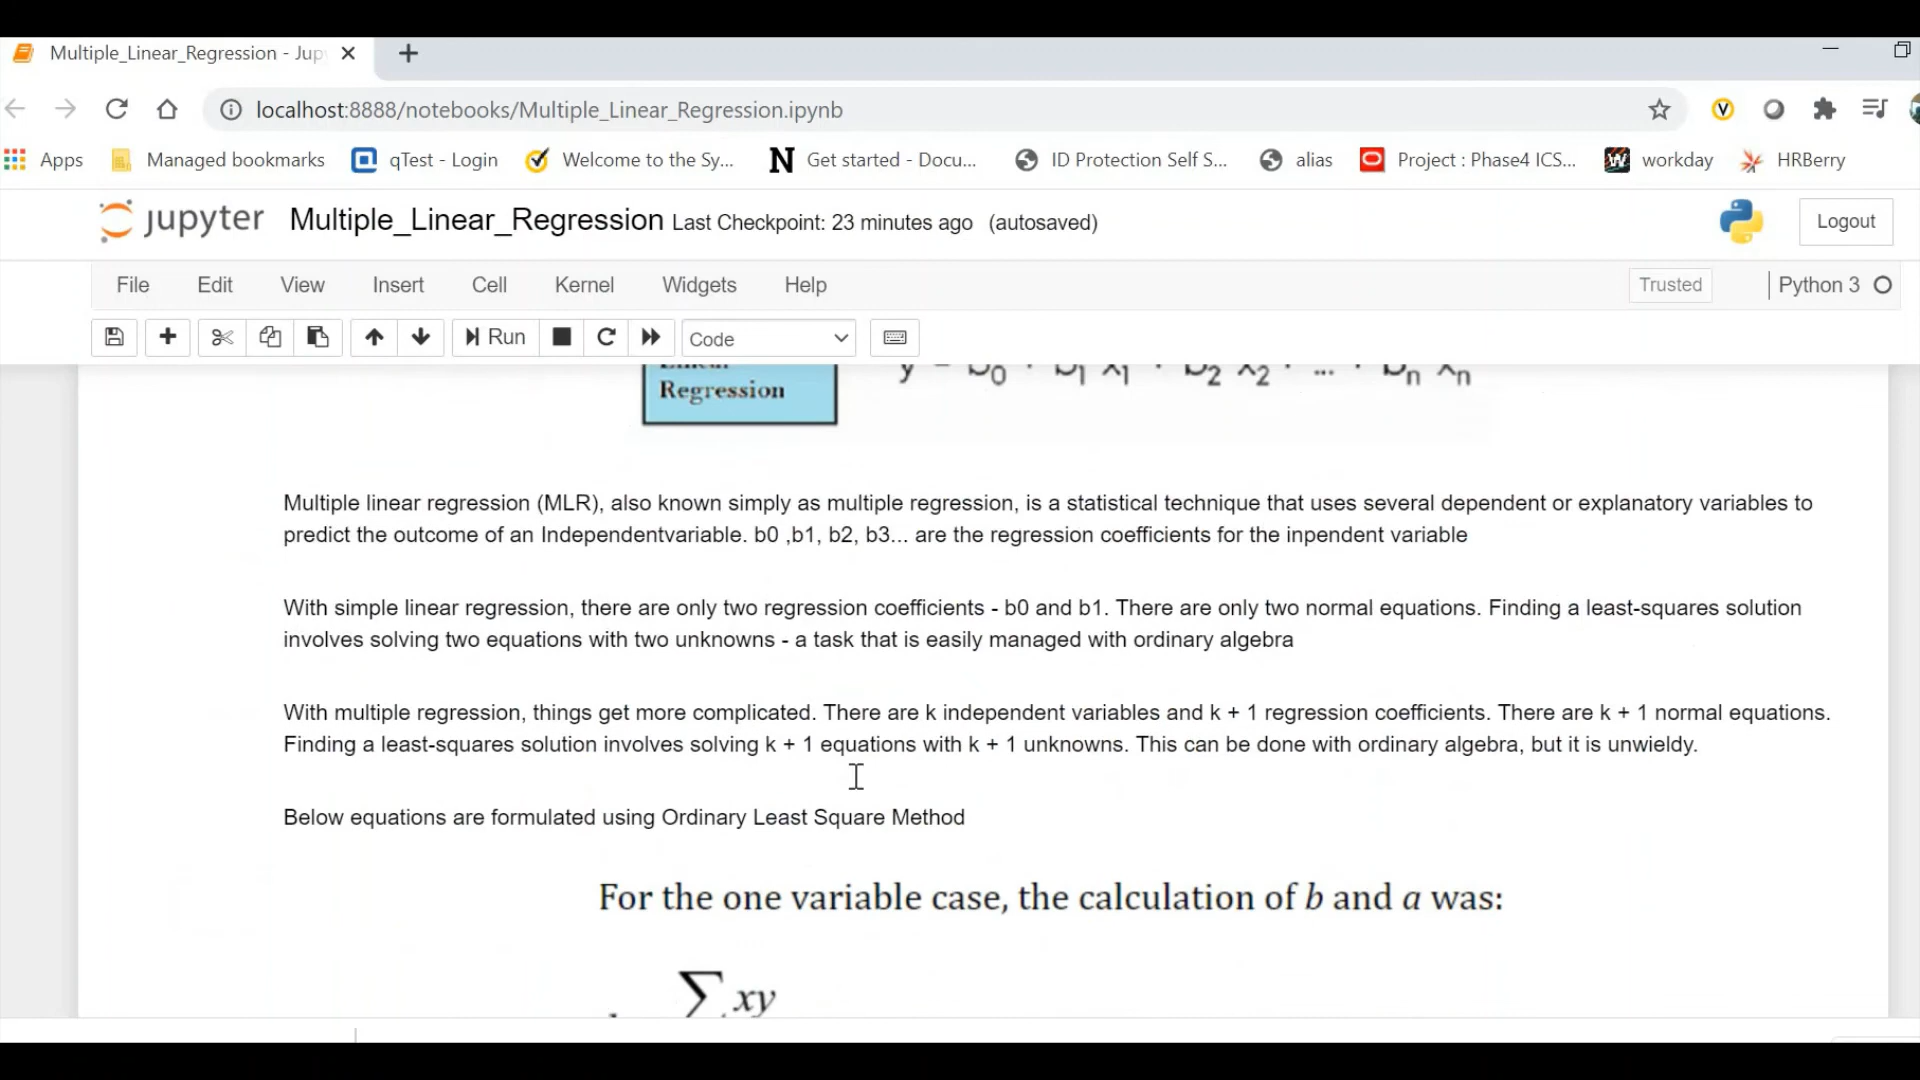 Multiple_Linear_Regression - Jup
localhost:8888/notebooks/Multiple_Linear_Regression.ipynb
Apps Managed bookmarks qTest - Login Welcome to the Sy... Get started - Docu... ID Protection Self S... alias Project : Phase4 ICS... workday HRBerry
jupyter Multiple_Linear_Regression Last Checkpoint: 23 minutes ago (autosaved) Logout
File Edit View Insert Cell Kernel Widgets Help Trusted Python 3
Run Code
Linear
Regression
y = b0 + b1 x1 + b2 x2 + ... + bn xn
Multiple linear regression (MLR), also known simply as multiple regression, is a statistical technique that uses several dependent or explanatory variables to
predict the outcome of an Independentvariable. b0 ,b1, b2, b3... are the regression coefficients for the inpendent variable
With simple linear regression, there are only two regression coefficients - b0 and b1. There are only two normal equations. Finding a least-squares solution
involves solving two equations with two unknowns - a task that is easily managed with ordinary algebra
With multiple regression, things get more complicated. There are k independent variables and k + 1 regression coefficients. There are k + 1 normal equations.
Finding a least-squares solution involves solving k + 1 equations with k + 1 unknowns. This can be done with ordinary algebra, but it is unwieldy.
Below equations are formulated using Ordinary Least Square Method
For the one variable case, the calculation of b and a was:
∑ xy